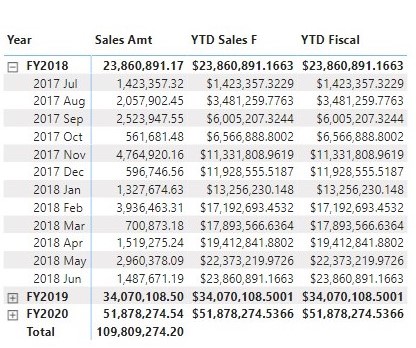 Year Sales Amt YTD Sales F YTD Fiscal
FY2018 23,860,891.17 $23,860,891.1663 $23,860,891.1663
2017 Jul 1,423,357.32 $1,423,357.3229 $1,423,357.3229
2017 Aug 2,057,902.45 $3,481,259.7763 $3,481,259.7763
2017 Sep 2,523,947.55 $6,005,207.3244 $6,005,207.3244
2017 Oct 561,681.48 $6,566,888.8002 $6,566,888.8002
2017 Nov 4,764,920.16 $11,331,808.9619 $11,331,808.9619
2017 Dec 596,746.56 $11,928,555.5187 $11,928,555.5187
2018 Jan 1,327,674.63 $13,256,230.148 $13,256,230.148
2018 Feb 3,936,463.31 $17,192,693.4532 $17,192,693.4532
2018 Mar 700,873.18 $17,893,566.6364 $17,893,566.6364
2018 Apr 1,519,275.24 $19,412,841.8802 $19,412,841.8802
2018 May 2,960,378.09 $22,373,219.9726 $22,373,219.9726
2018 Jun 1,487,671.19 $23,860,891.1663 $23,860,891.1663
FY2019 34,070,108.50 $34,070,108.5001 $34,070,108.5001
FY2020 51,878,274.54 $51,878,274.5366 $51,878,274.5366
Total 109,809,274.20